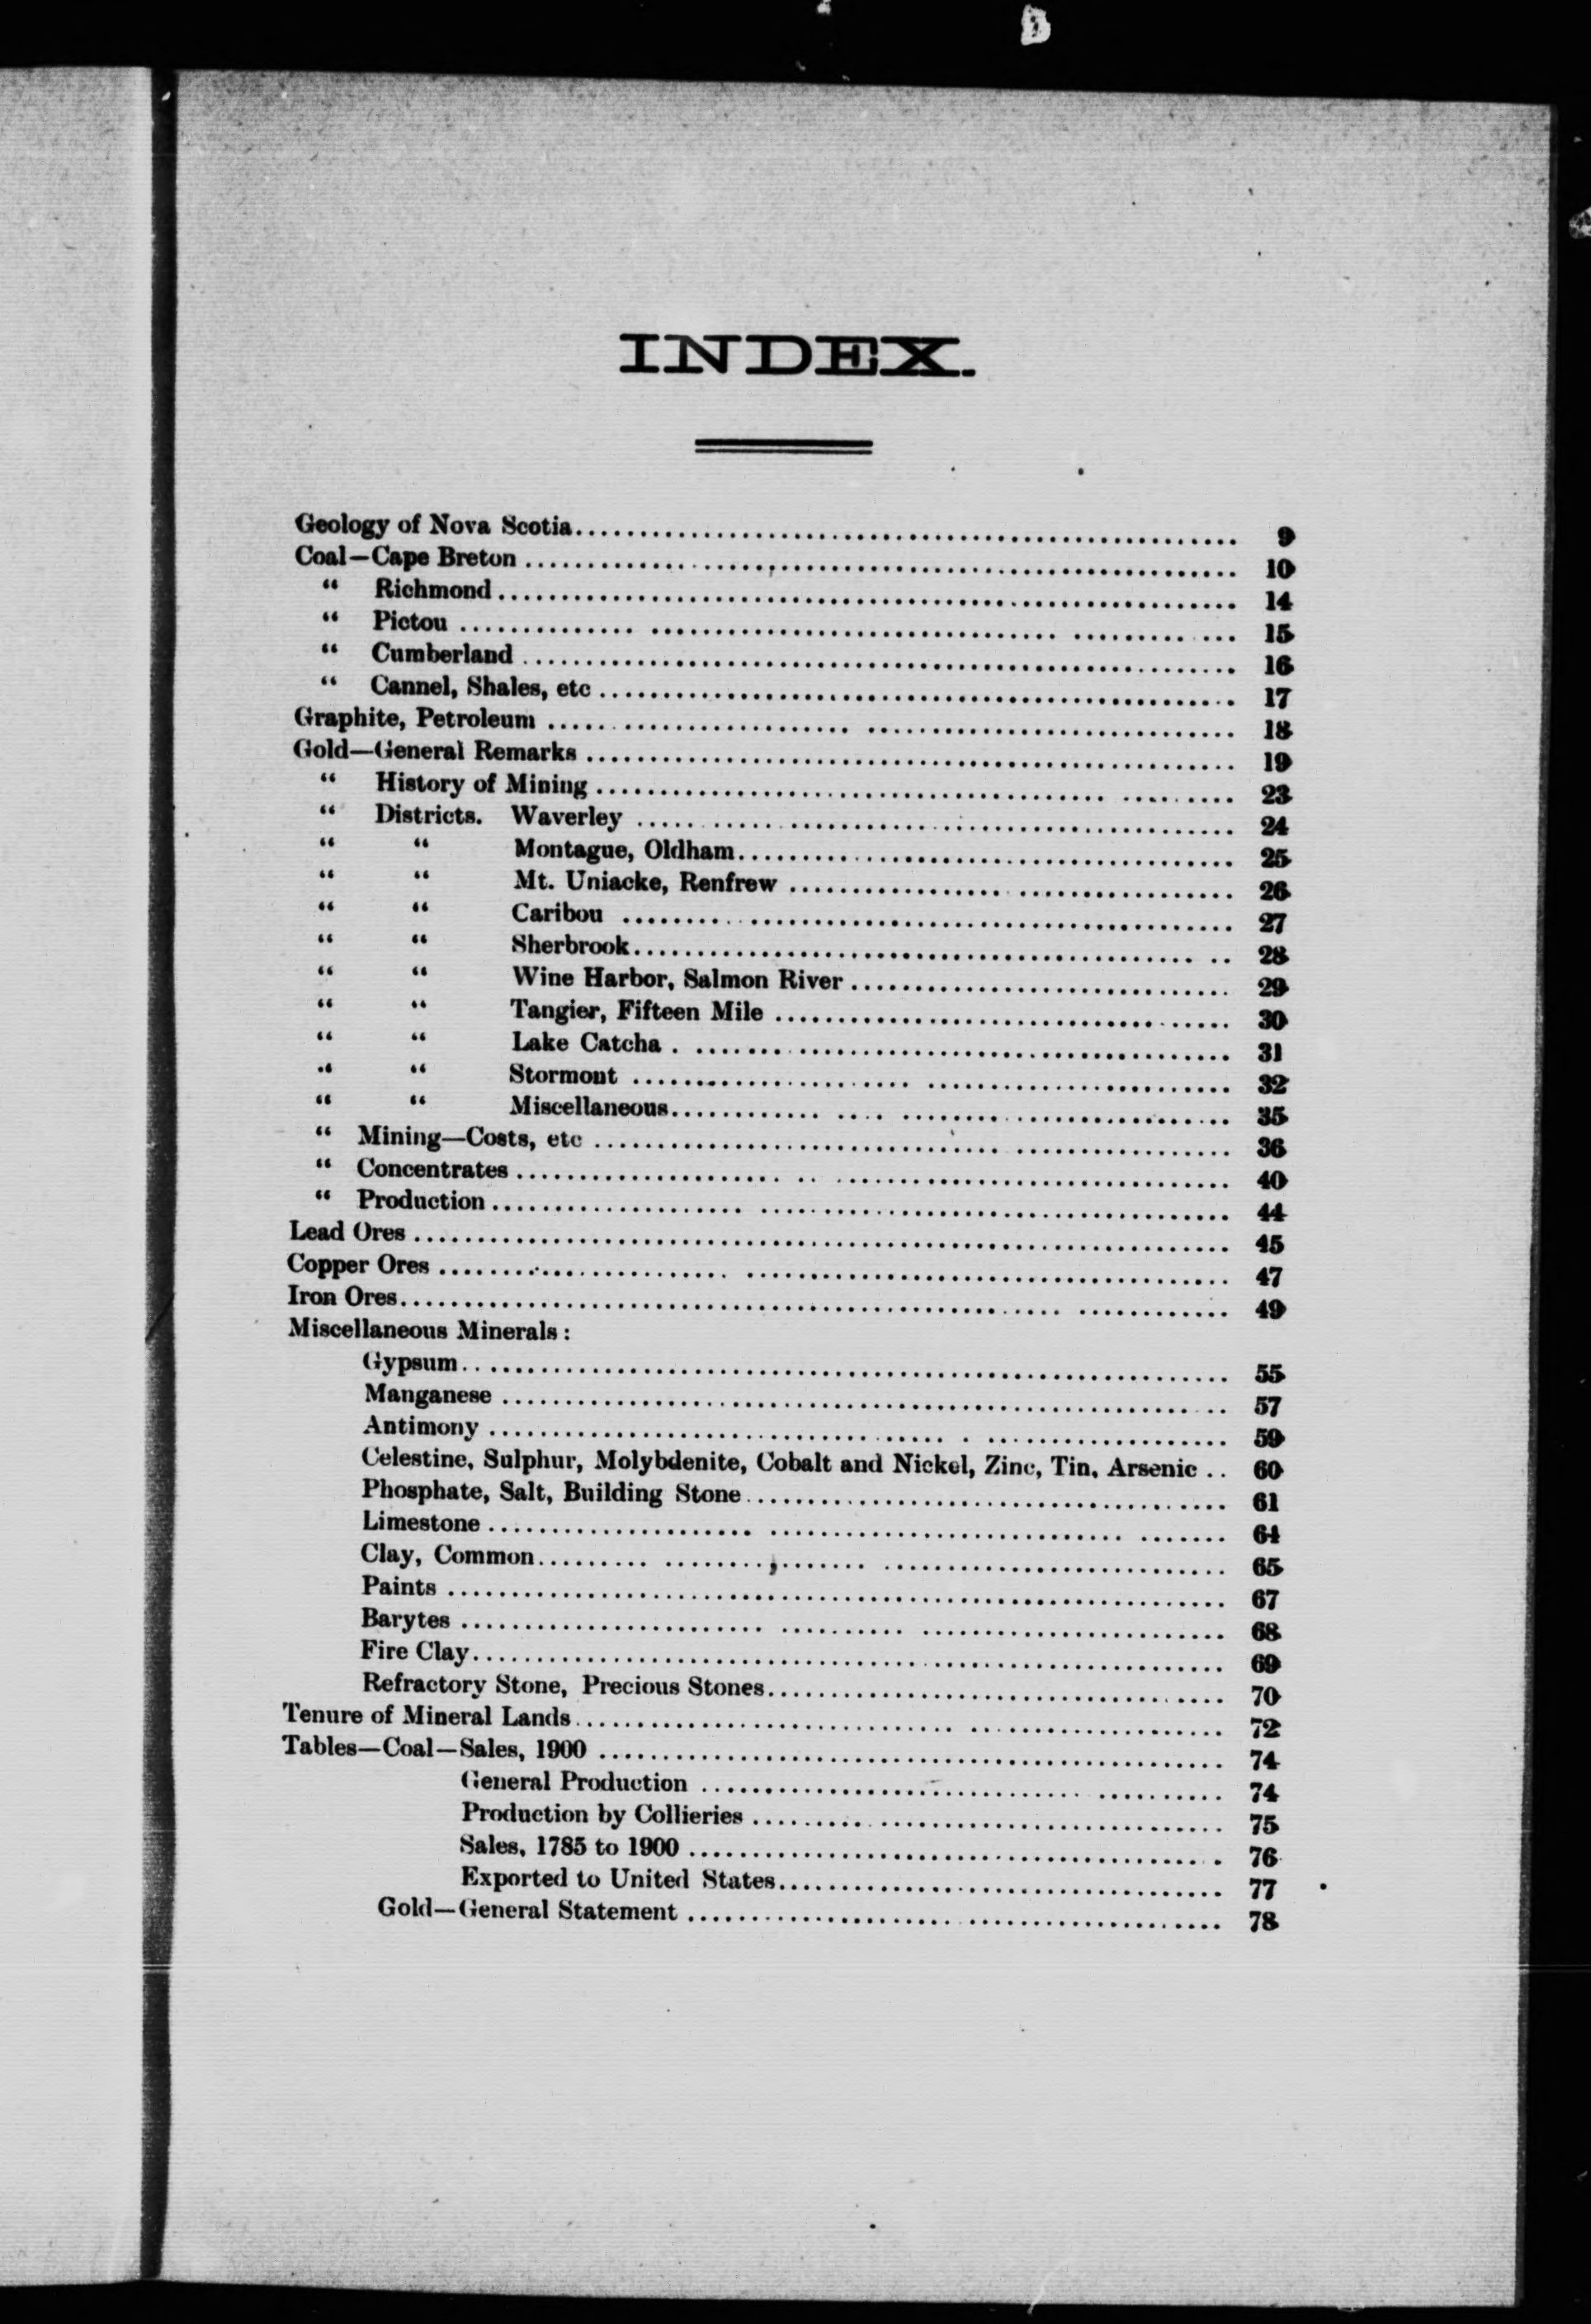 INDEX.
Geology of Nova Scotia.................... 9
Coal—Cape Breton .................... 10
“ Richmond.................... 14
“ Pictou .................... 15
“ Cumberland .................... 16
“ Cannel, Shales, etc .................... 17
Graphite, Petroleum .................... 18
Gold—General Remarks .................... 19
“ History of Mining .................... 23
“ Districts. Waverley .................... 24
“ “ Montague, Oldham.................... 25
“ “ Mt. Uniacke, Renfrew .................... 26
“ “ Caribou .................... 27
“ “ Sherbrook.................... 28
“ “ Wine Harbor, Salmon River .................... 29
“ “ Tangier, Fifteen Mile .................... 30
“ “ Lake Catcha .................... 31
“ “ Stormont .................... 32
“ “ Miscellaneous.................... 35
“ Mining—Costs, etc .................... 36
“ Concentrates .................... 40
“ Production .................... 44
Lead Ores .................... 45
Copper Ores .................... 47
Iron Ores.................... 49
Miscellaneous Minerals:
Gypsum.................... 55
Manganese .................... 57
Antimony .................... 59
Celestine, Sulphur, Molybdenite, Cobalt and Nickel, Zinc, Tin, Arsenic .. 60
Phosphate, Salt, Building Stone.................... 61
Limestone .................... 64
Clay, Common.................... 65
Paints .................... 67
Barytes .................... 68
Fire Clay.................... 69
Refractory Stone, Precious Stones.................... 70
Tenure of Mineral Lands.................... 72
Tables—Coal—Sales, 1900 .................... 74
General Production .................... 74
Production by Collieries .................... 75
Sales, 1785 to 1900 .................... 76
Exported to United States.................... 77
Gold—General Statement .................... 78